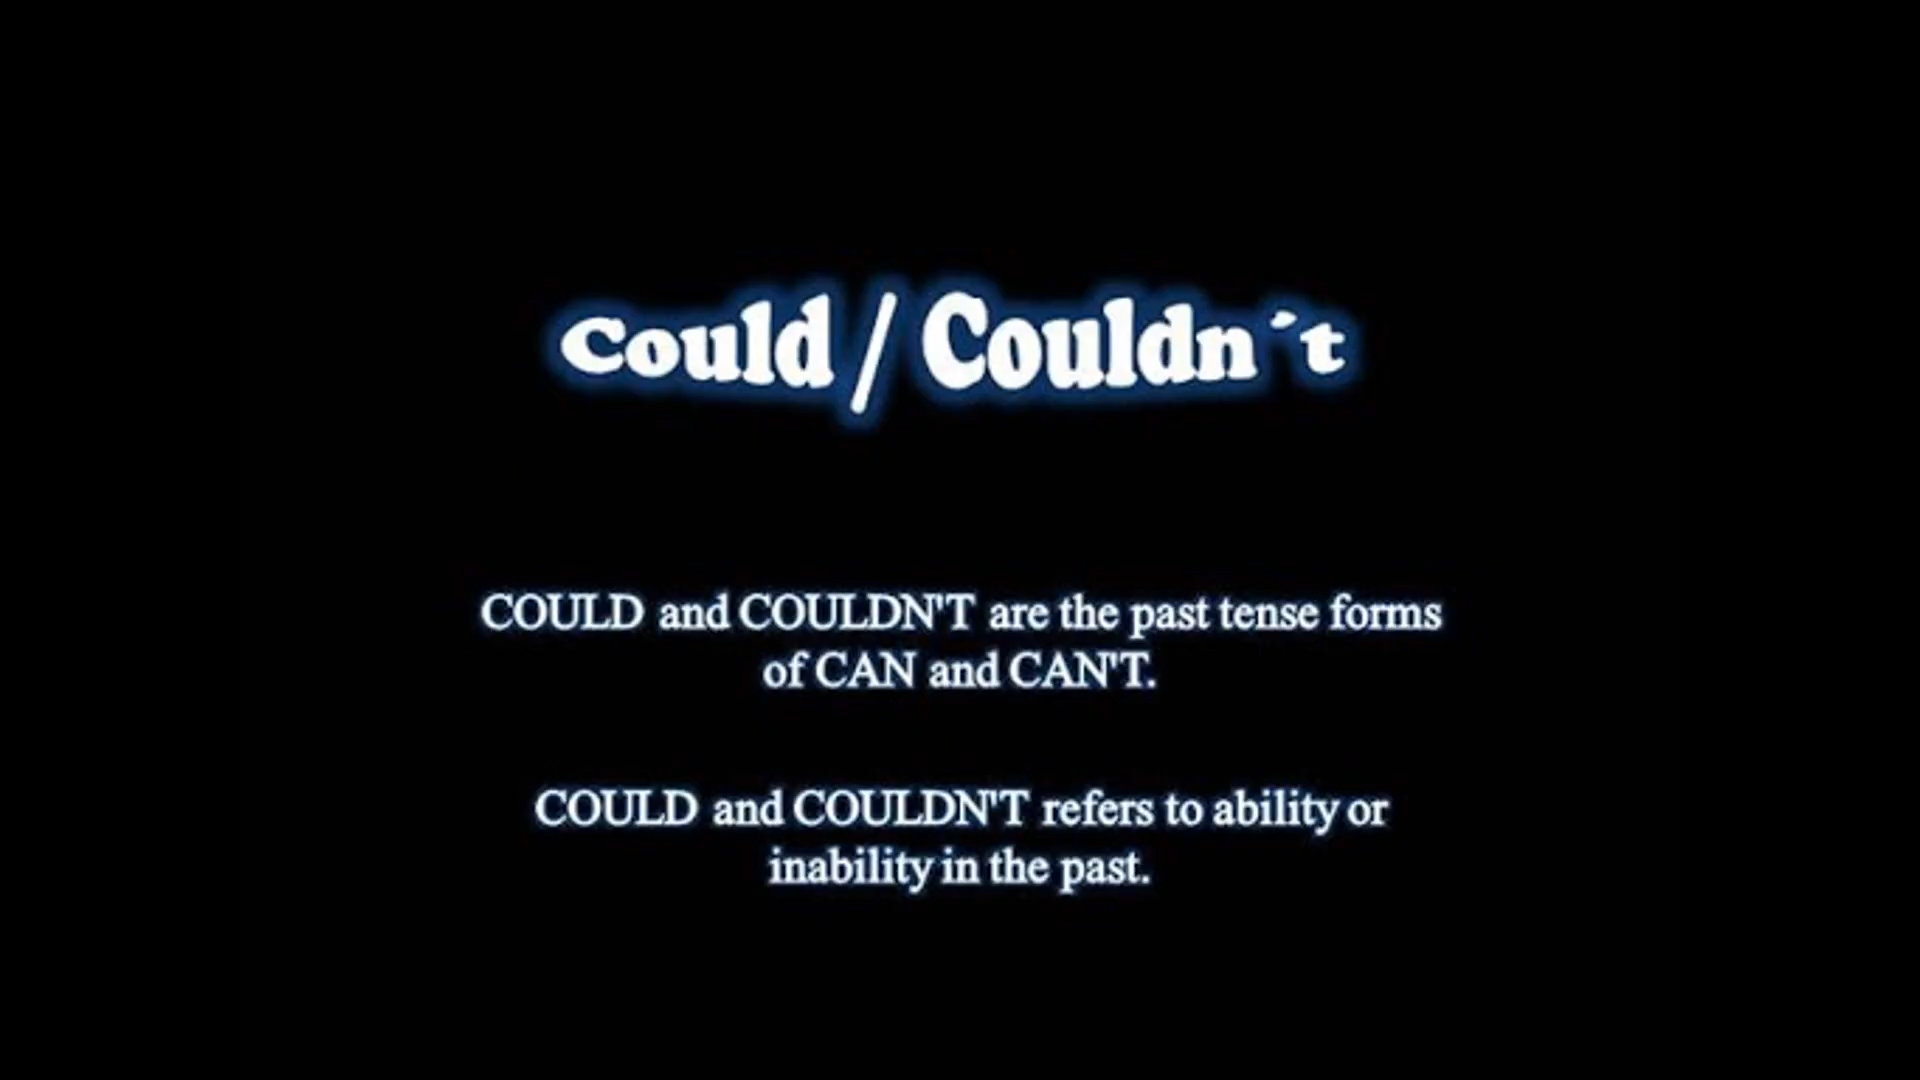 Could / Couldn´t
COULD and COULDN'T are the past tense forms
of CAN and CAN'T.
COULD and COULDN'T refers to ability or
inability in the past.